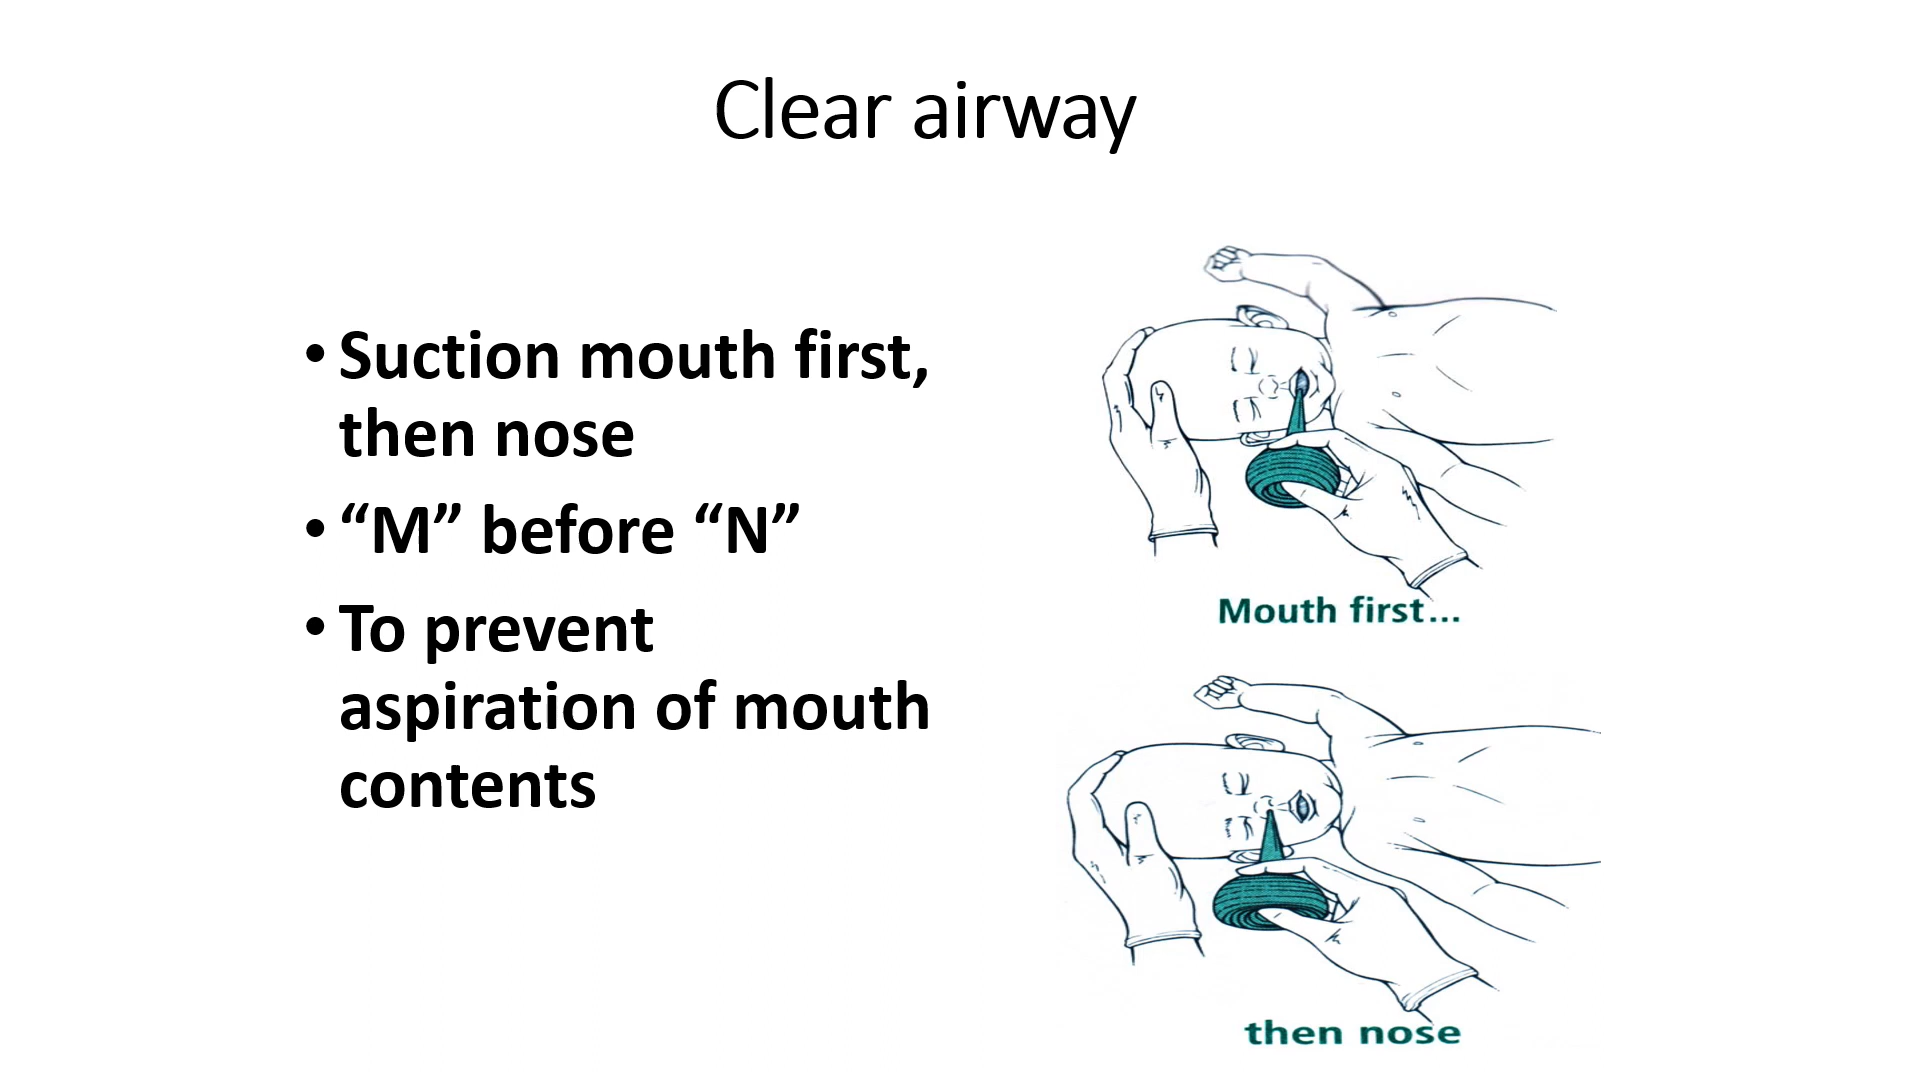 Clear airway
• Suction mouth first,
then nose
• “M” before “N”
• To prevent
aspiration of mouth
contents
Mouth first...
then nose